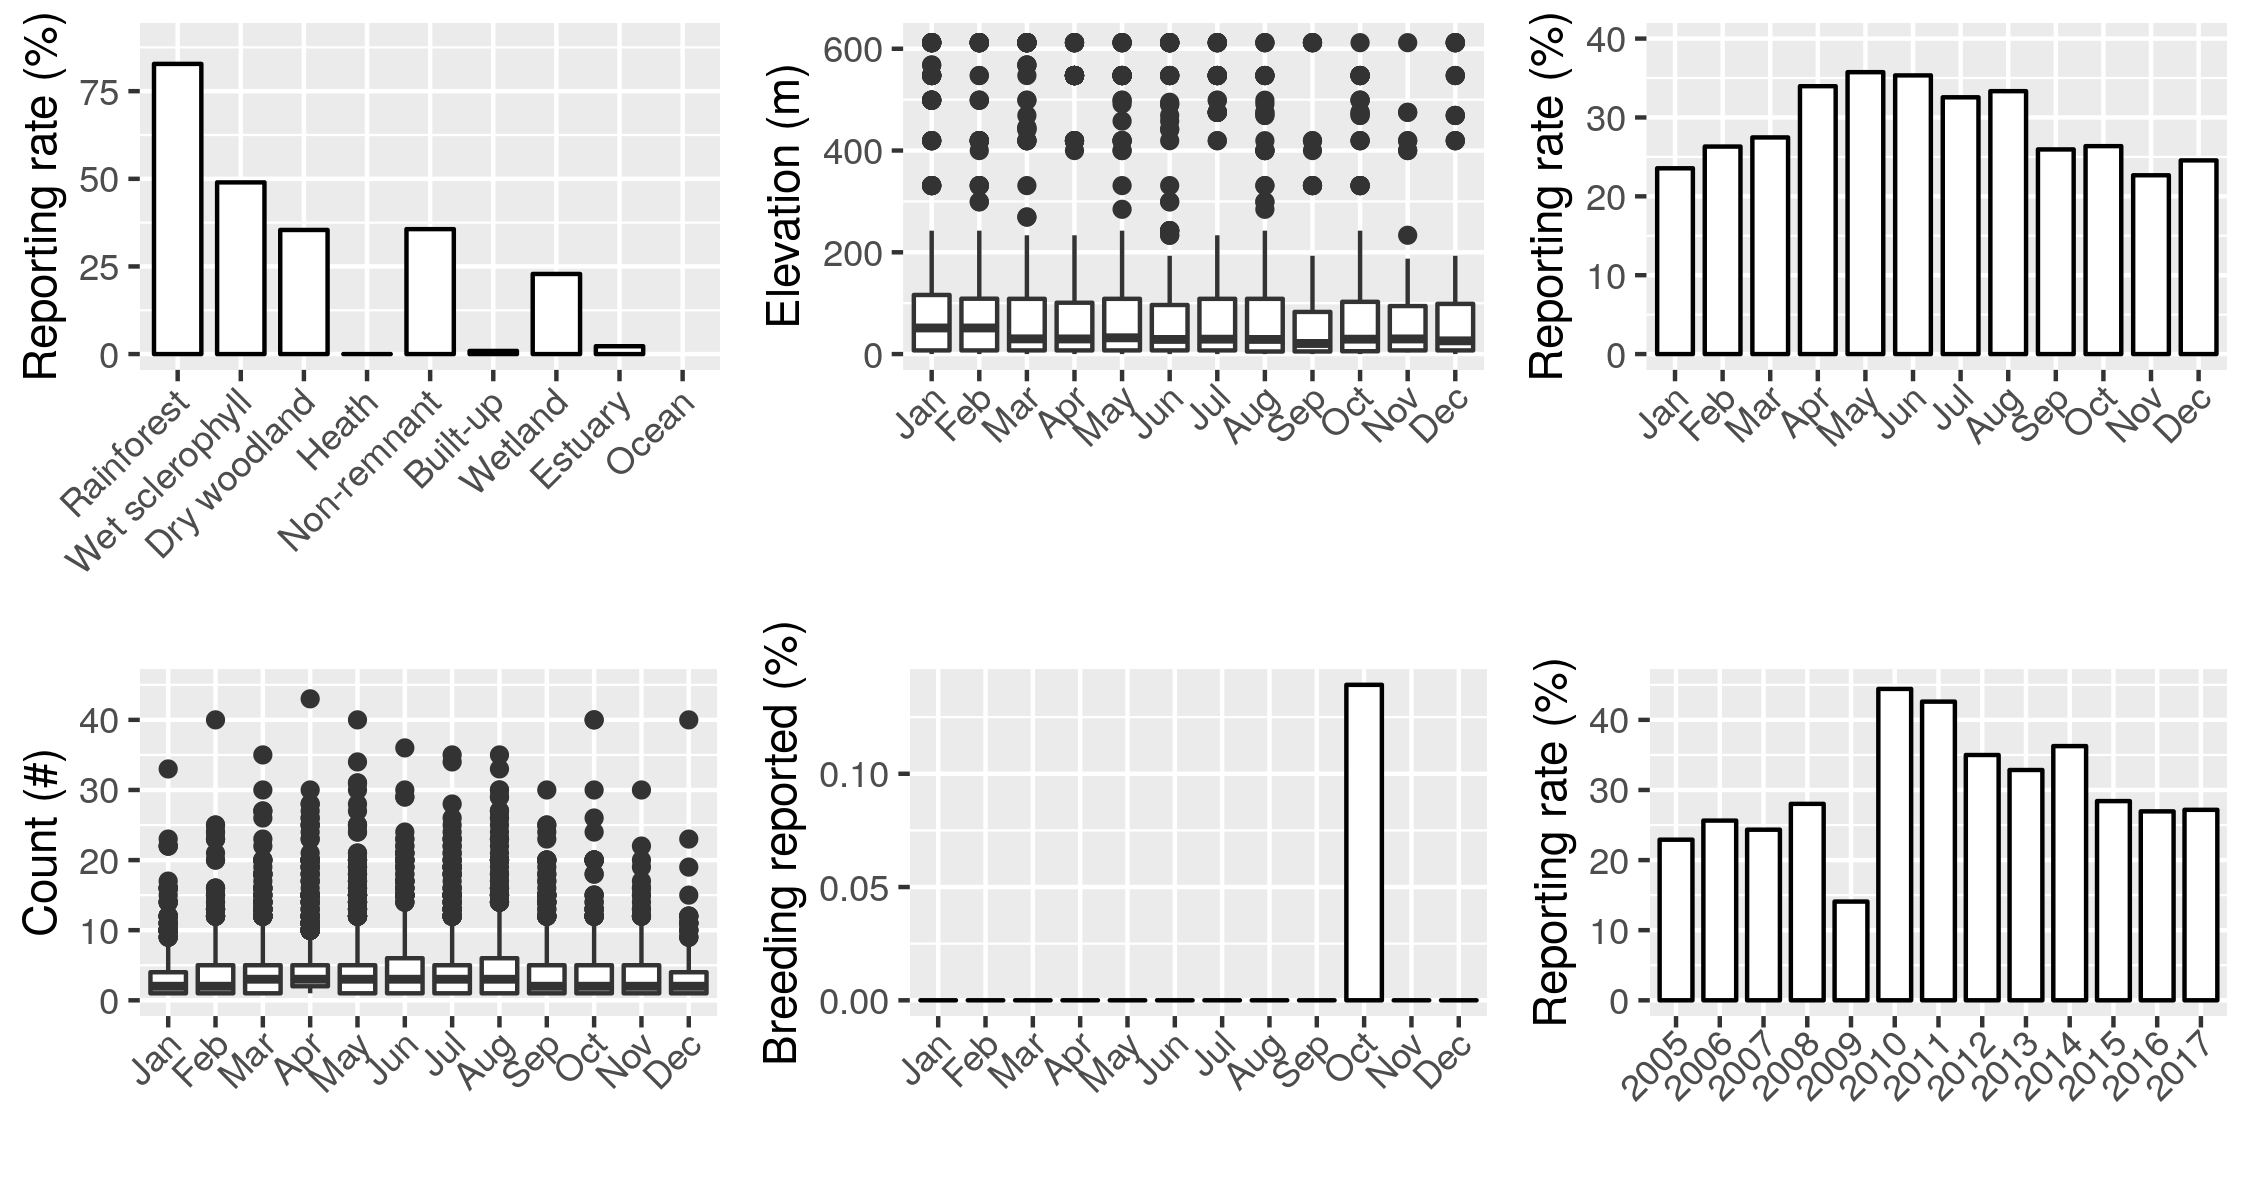 Reporting rate (%)
75
50
25
0
Rainforest
Wet sclerophyll
Dry woodland
Heath
Non-remnant
Built-up
Wetland
Estuary
Ocean
Elevation (m)
600
400
200
0
Jan
Feb
Mar
Apr
May
Jun
Jul
Aug
Sep
Oct
Nov
Dec
Reporting rate (%)
40
30
20
10
0
Jan
Feb
Mar
Apr
May
Jun
Jul
Aug
Sep
Oct
Nov
Dec
Count (#)
40
30
20
10
0
Jan
Feb
Mar
Apr
May
Jun
Jul
Aug
Sep
Oct
Nov
Dec
Breeding reported (%)
0.10
0.05
0.00
Jan
Feb
Mar
Apr
May
Jun
Jul
Aug
Sep
Oct
Nov
Dec
Reporting rate (%)
40
30
20
10
0
2005
2006
2007
2008
2009
2010
2011
2012
2013
2014
2015
2016
2017